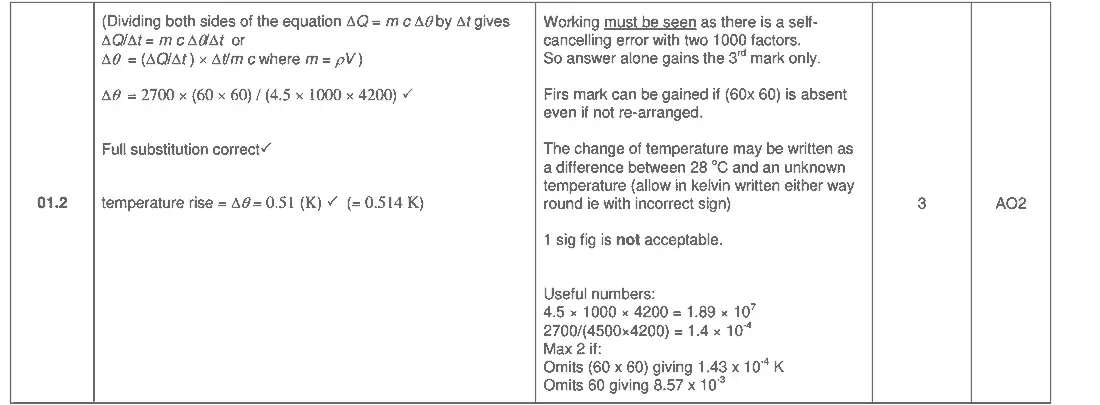 (Dividing both sides of the equation ΔQ = m c Δθ by Δt gives
ΔQ/Δt = m c Δθ/Δt or
Δθ = (ΔQ/Δt) × Δt/m c where m = ρV)
Δθ = 2700 × (60 × 60) / (4.5 × 1000 × 4200) ✓
Full substitution correct✓
01.2
temperature rise = Δθ = 0.51 (K) ✓ (= 0.514 K)
Working must be seen as there is a self-
cancelling error with two 1000 factors.
So answer alone gains the 3rd mark only.
Firs mark can be gained if (60x 60) is absent
even if not re-arranged.
The change of temperature may be written as
a difference between 28 °C and an unknown
temperature (allow in kelvin written either way
round ie with incorrect sign)
1 sig fig is not acceptable.
Useful numbers:
4.5 × 1000 × 4200 = 1.89 × 10⁷
2700/(4500×4200) = 1.4 × 10⁻⁴
Max 2 if:
Omits (60 x 60) giving 1.43 x 10⁻⁴ K
Omits 60 giving 8.57 x 10⁻³
3
AO2